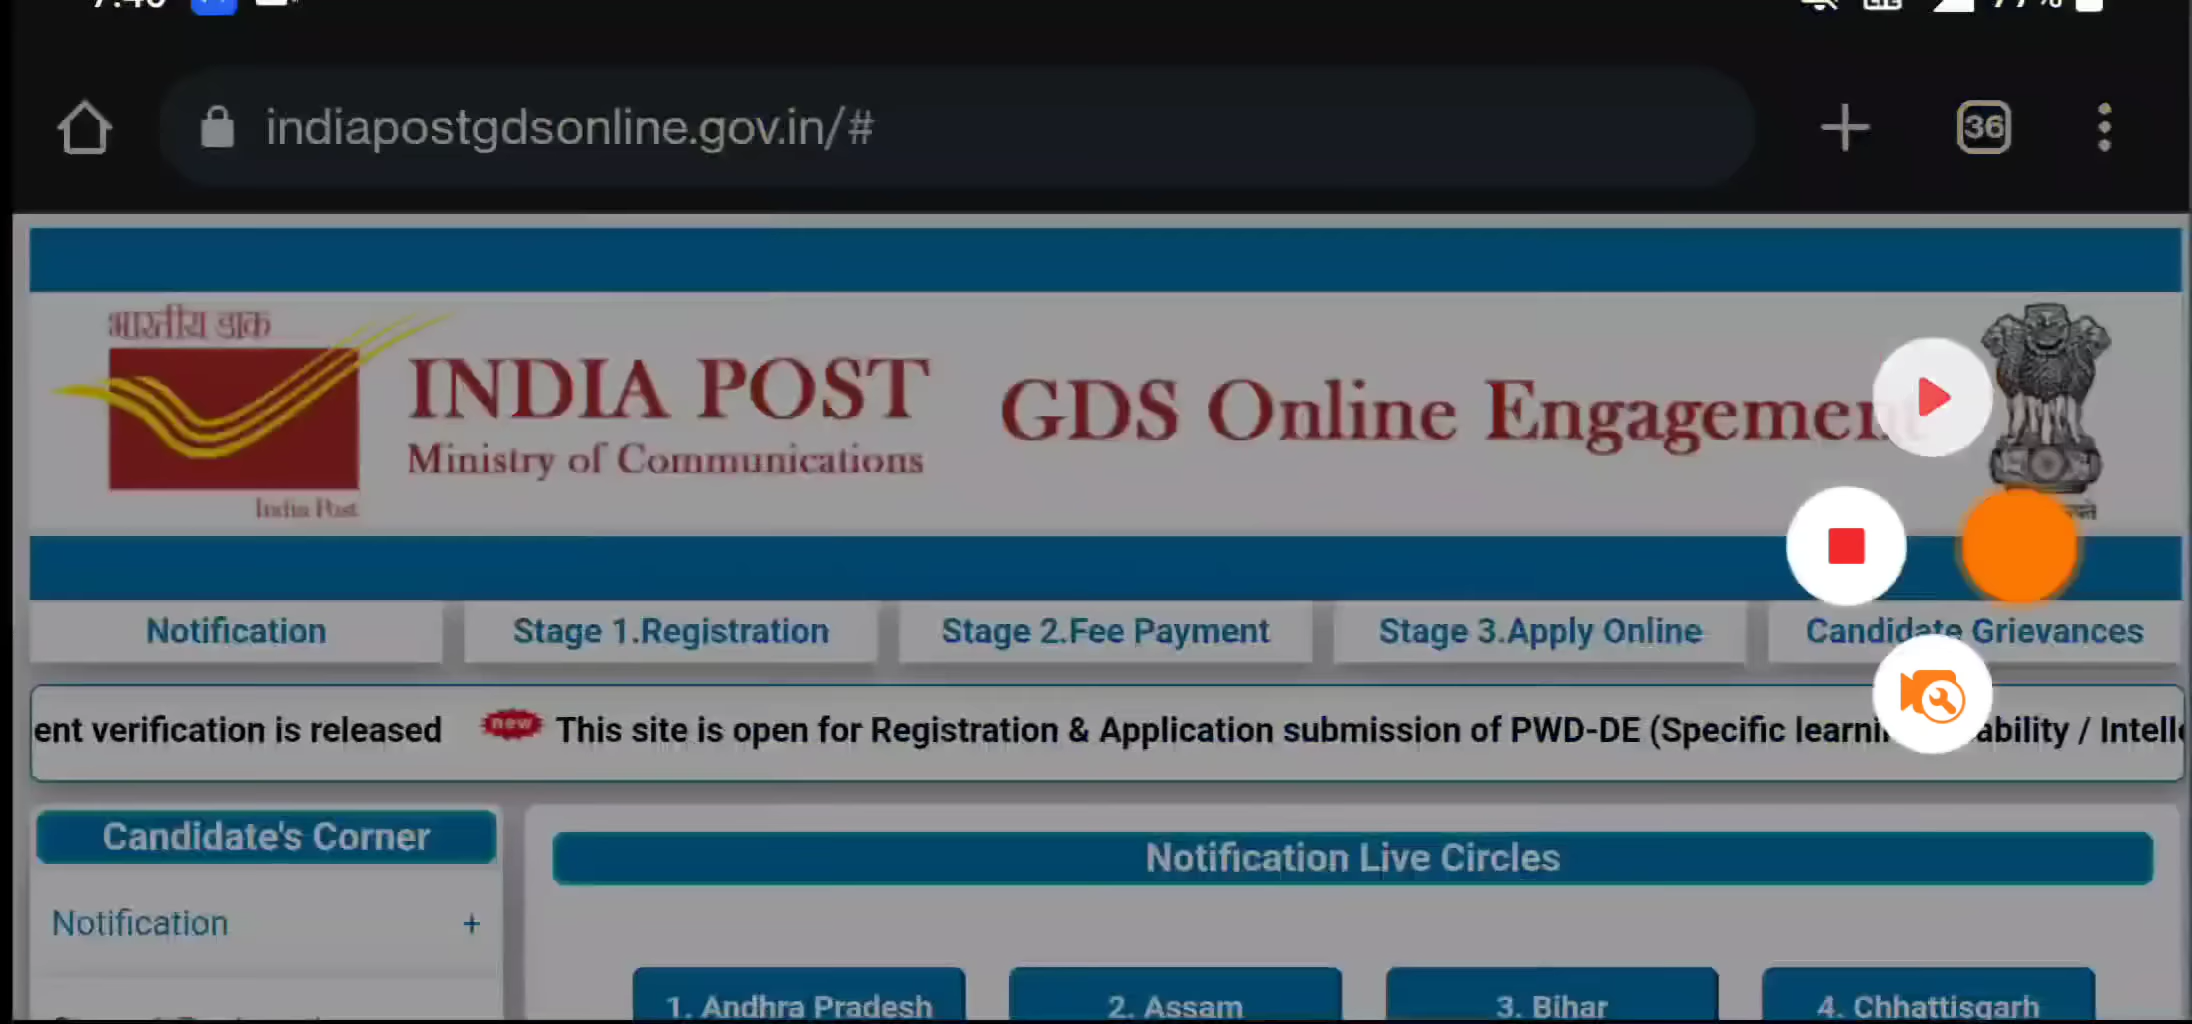 indiapostgdsonline.gov.in/#
36
भारतीय डाक
India Post
INDIA POST
Ministry of Communications
GDS Online Engagement
Notification
Stage 1.Registration
Stage 2.Fee Payment
Stage 3.Apply Online
Candidate Grievances
ent verification is released new This site is open for Registration & Application submission of PWD-DE (Specific ability /
Candidate's Corner
Notification +
Notification Live Circles
1. Andhra Pradesh
2. Assam
3. Bihar
4. Chhattisgarh